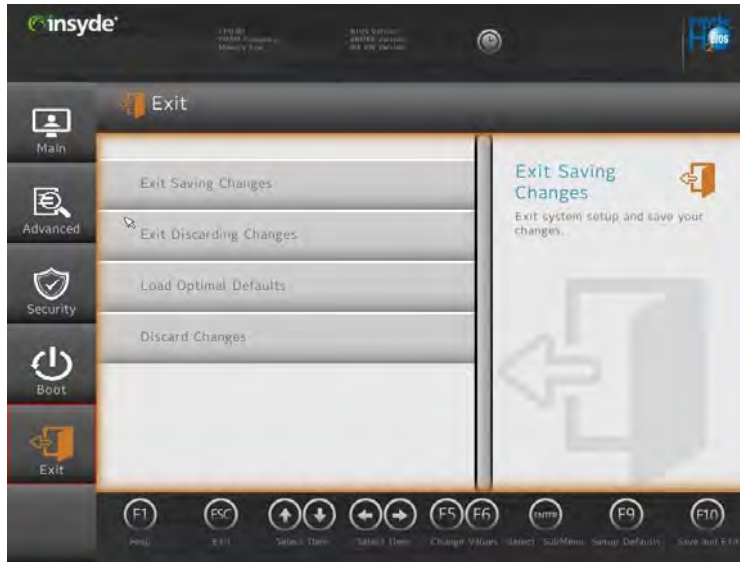 insyde
Exit
Main
Advanced
Security
Boot
Exit
Exit Saving Changes
Exit Discarding Changes
Load Optimal Defaults
Discard Changes
Exit Saving
Changes
Exit system setup and save your
changes.
F1
ESC
F5 F6
ENTER
F9
F10
Help
Exit
Select Item
Select Item
Change Values
Select SubMenu
Setup Defaults
Save and Exit